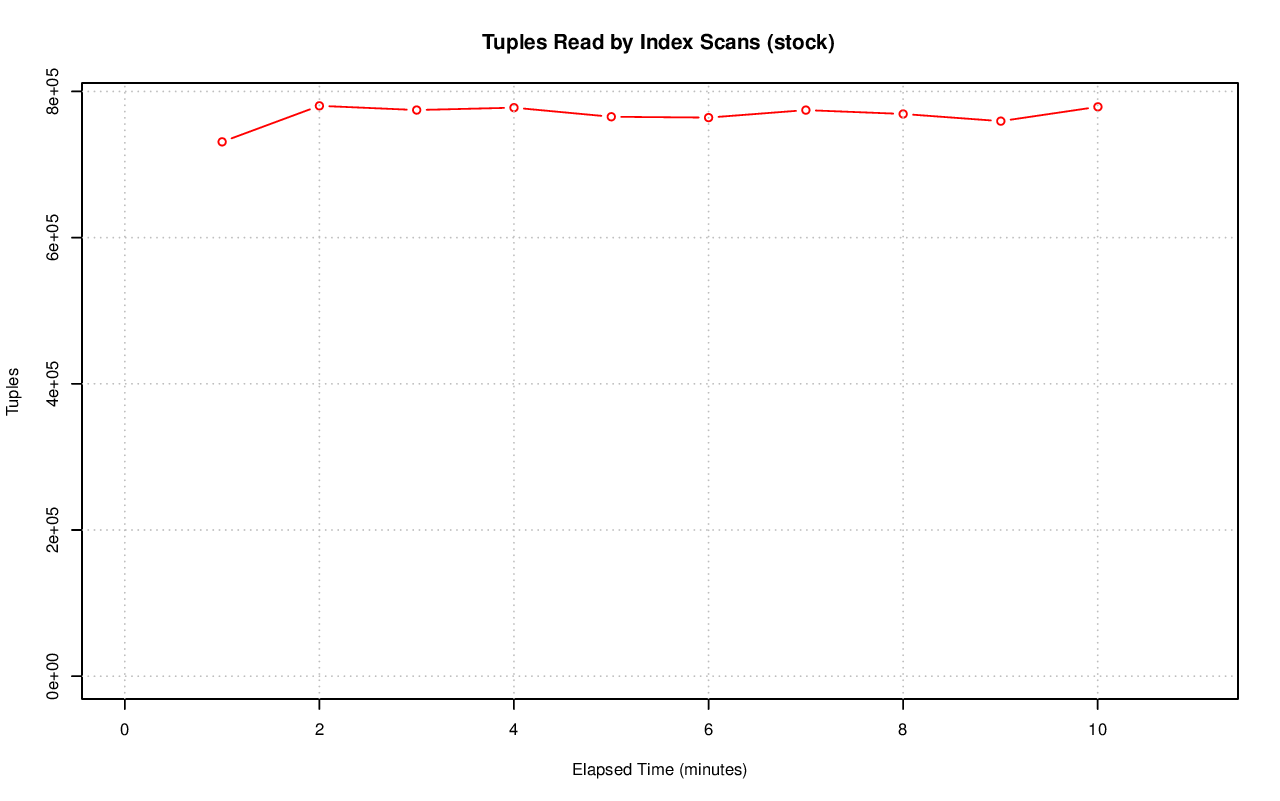 Tuples Read by Index Scans (stock)
8e+05
6e+05
4e+05
2e+05
0e+00
Tuples
0 2 4 6 8 10
Elapsed Time (minutes)